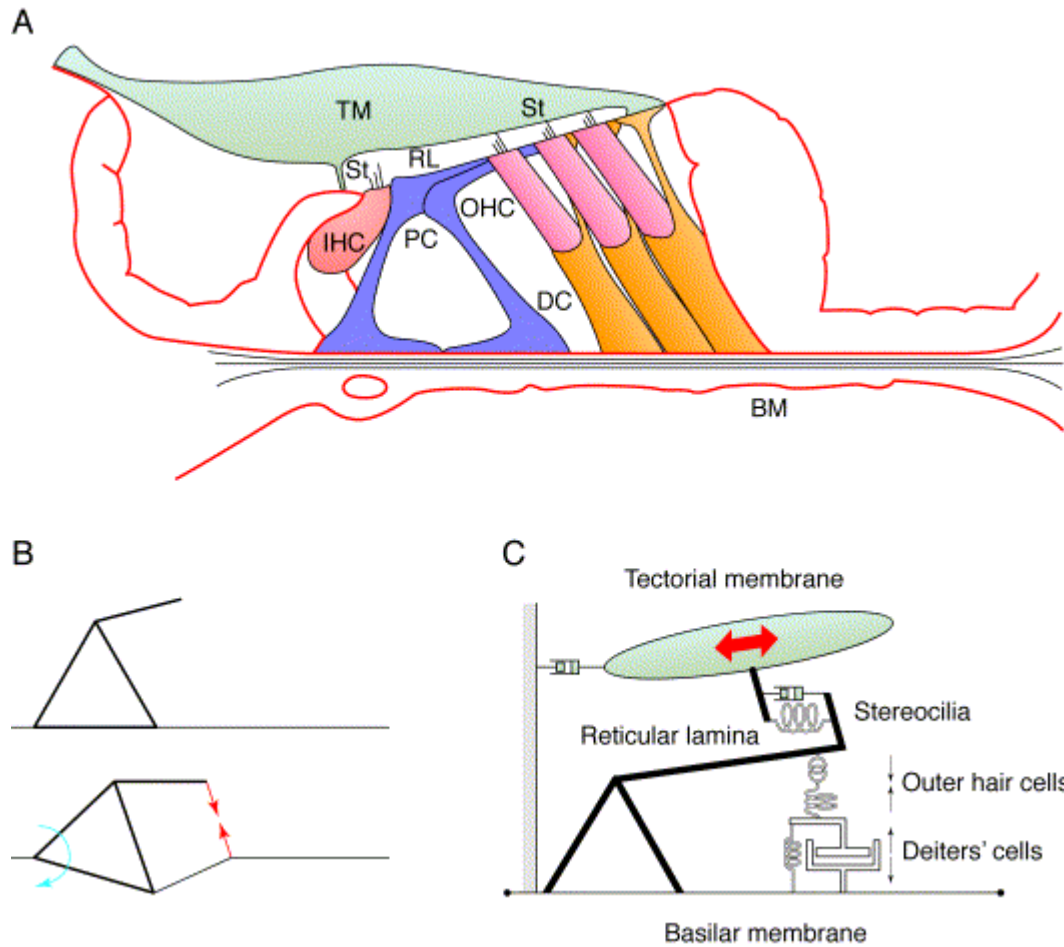 A
TM
St
St
RL
IHC
PC
OHC
DC
BM
B
C
Tectorial membrane
Stereocilia
Reticular lamina
Outer hair cells
Deiters' cells
Basilar membrane